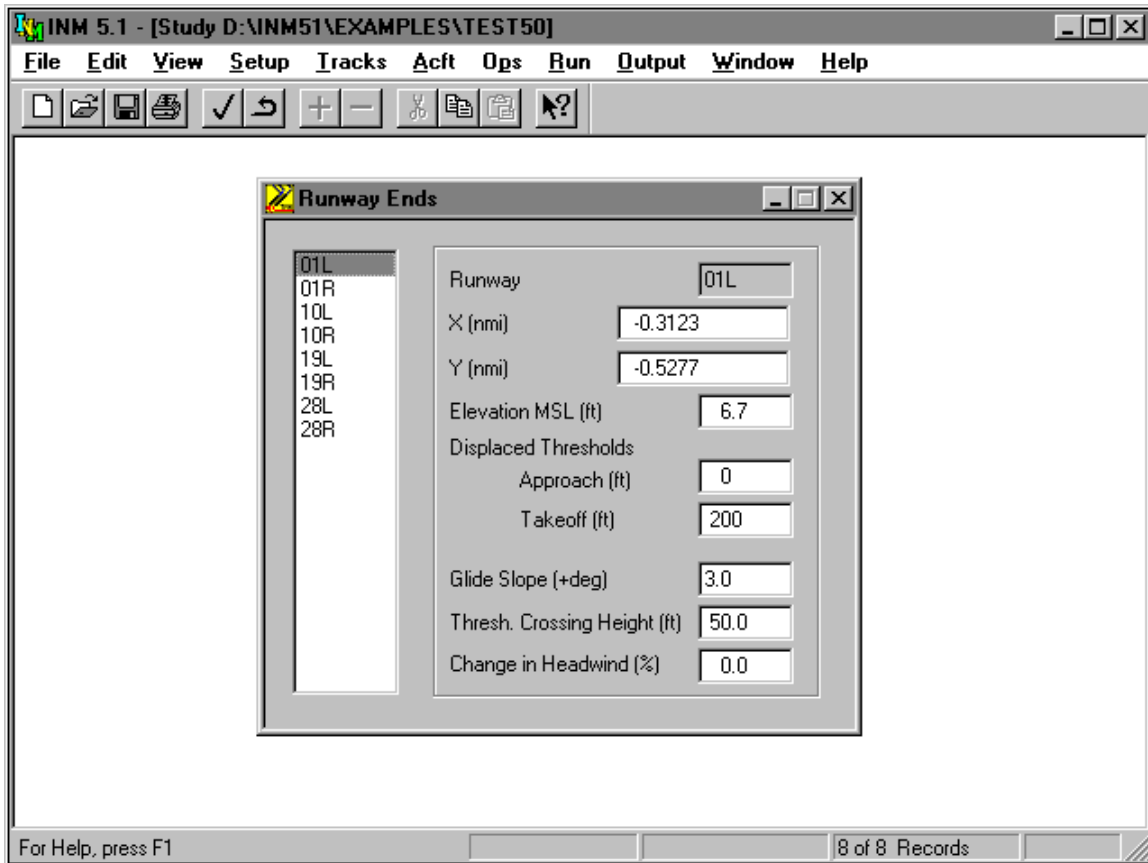 INM 5.1 - [Study D:\INM51\EXAMPLES\TEST50]
File Edit View Setup Tracks Acft Ops Run Output Window Help
Runway Ends
01L
01R
10L
10R
19L
19R
28L
28R
Runway 01L
X (nmi) -0.3123
Y (nmi) -0.5277
Elevation MSL (ft) 6.7
Displaced Thresholds
Approach (ft) 0
Takeoff (ft) 200
Glide Slope (+deg) 3.0
Thresh. Crossing Height (ft) 50.0
Change in Headwind (%) 0.0
For Help, press F1 8 of 8 Records